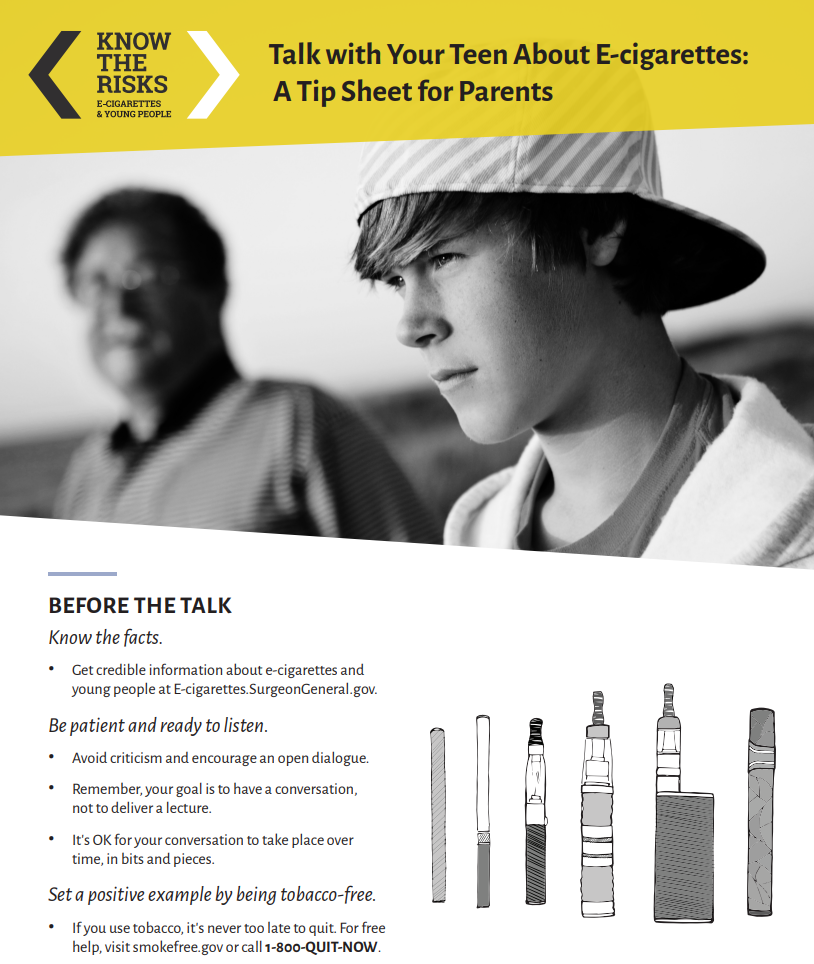 KNOW
THE
RISKS
E-CIGARETTES
& YOUNG PEOPLE
Talk with Your Teen About E-cigarettes:
A Tip Sheet for Parents
BEFORE THE TALK
Know the facts.
• Get credible information about e-cigarettes and
young people at E-cigarettes.SurgeonGeneral.gov.
Be patient and ready to listen.
• Avoid criticism and encourage an open dialogue.
• Remember, your goal is to have a conversation,
not to deliver a lecture.
• It's OK for your conversation to take place over
time, in bits and pieces.
Set a positive example by being tobacco-free.
• If you use tobacco, it's never too late to quit. For free
help, visit smokefree.gov or call 1-800-QUIT-NOW.